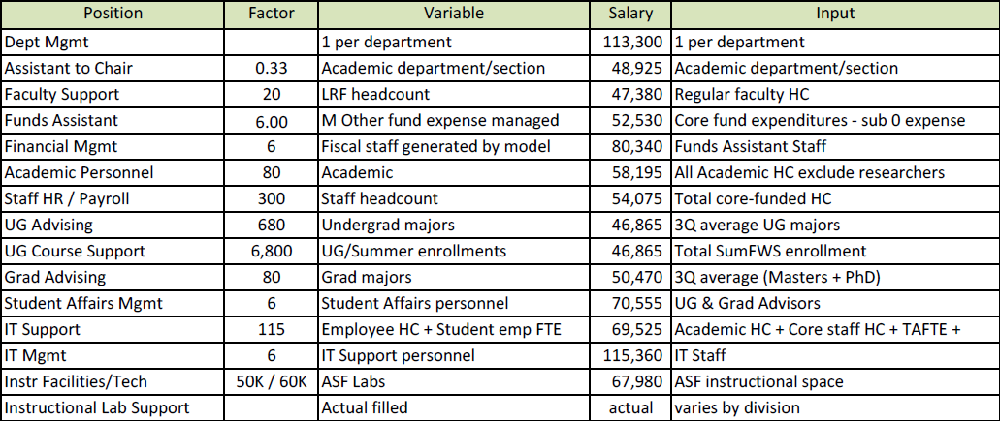 Position Factor Variable Salary Input
Dept Mgmt 1 per department 113,300 1 per department
Assistant to Chair 0.33 Academic department/section 48,925 Academic department/section
Faculty Support 20 LRF headcount 47,380 Regular faculty HC
Funds Assistant 6.00 M Other fund expense managed 52,530 Core fund expenditures - sub 0 expense
Financial Mgmt 6 Fiscal staff generated by model 80,340 Funds Assistant Staff
Academic Personnel 80 Academic 58,195 All Academic HC exclude researchers
Staff HR / Payroll 300 Staff headcount 54,075 Total core-funded HC
UG Advising 680 Undergrad majors 46,865 3Q average UG majors
UG Course Support 6,800 UG/Summer enrollments 46,865 Total SumFWS enrollment
Grad Advising 80 Grad majors 50,470 3Q average (Masters + PhD)
Student Affairs Mgmt 6 Student Affairs personnel 70,555 UG & Grad Advisors
IT Support 115 Employee HC + Student emp FTE 69,525 Academic HC + Core staff HC + TAFTE +
IT Mgmt 6 IT Support personnel 115,360 IT Staff
Instr Facilities/Tech 50K / 60K ASF Labs 67,980 ASF instructional space
Instructional Lab Support Actual filled actual varies by division